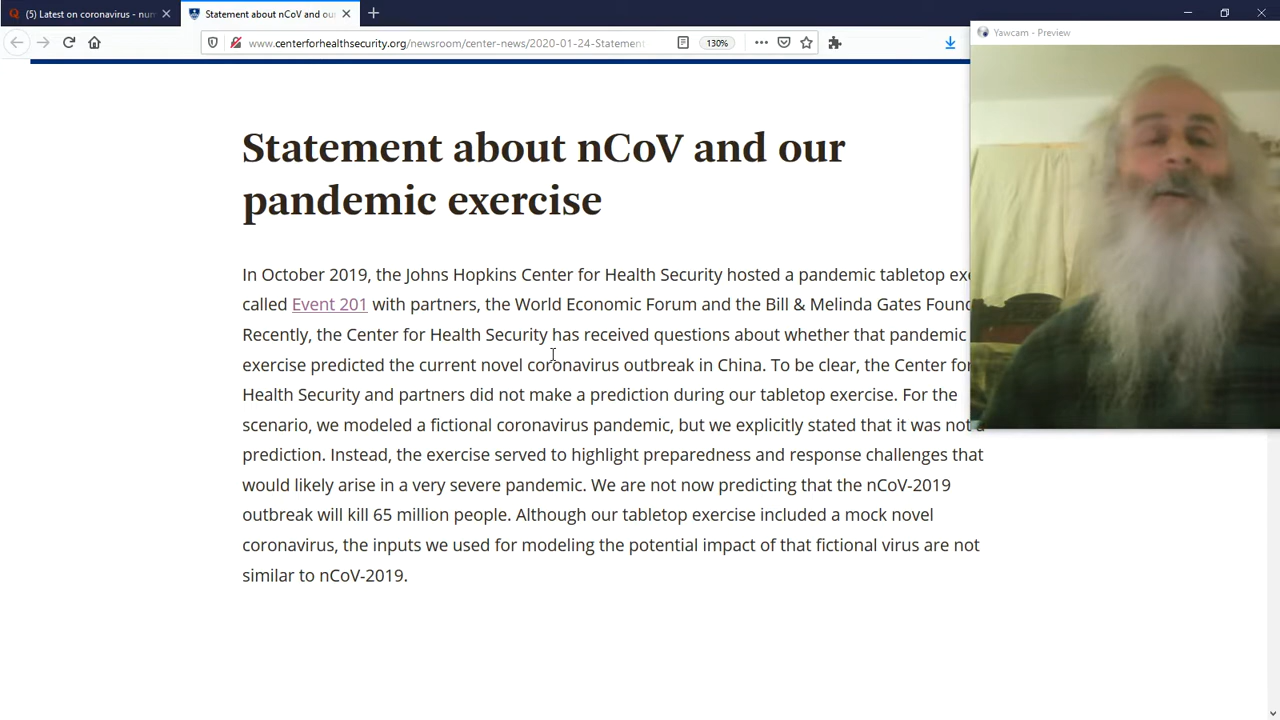 (5) Latest on coronavirus - num
Statement about nCoV and our
www.centerforhealthsecurity.org/newsroom/center-news/2020-01-24-Statement
130%
Yawcam - Preview
Statement about nCoV and our
pandemic exercise
In October 2019, the Johns Hopkins Center for Health Security hosted a pandemic tabletop exe
called Event 201 with partners, the World Economic Forum and the Bill & Melinda Gates Found
Recently, the Center for Health Security has received questions about whether that pandemic
exercise predicted the current novel coronavirus outbreak in China. To be clear, the Center for
Health Security and partners did not make a prediction during our tabletop exercise. For the
scenario, we modeled a fictional coronavirus pandemic, but we explicitly stated that it was not a
prediction. Instead, the exercise served to highlight preparedness and response challenges that
would likely arise in a very severe pandemic. We are not now predicting that the nCoV-2019
outbreak will kill 65 million people. Although our tabletop exercise included a mock novel
coronavirus, the inputs we used for modeling the potential impact of that fictional virus are not
similar to nCoV-2019.